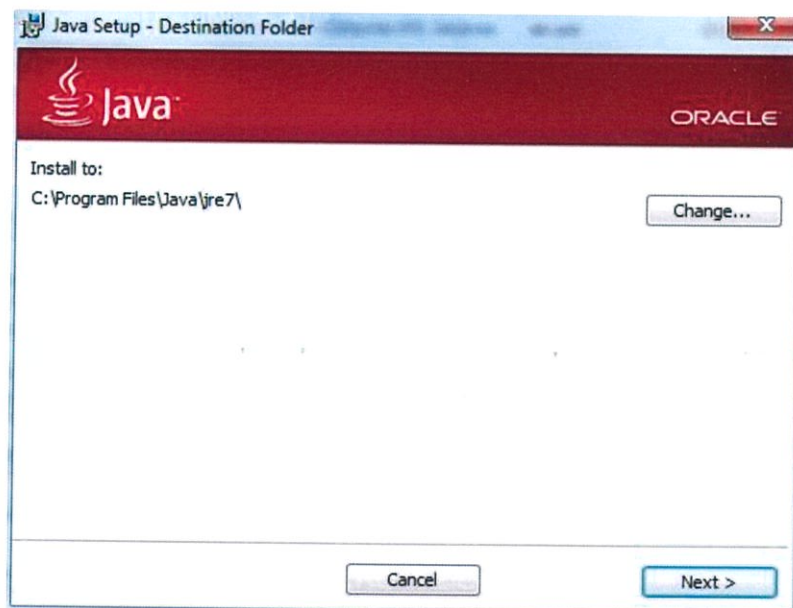 Java Setup - Destination Folder
Java
ORACLE
Install to:
C:\Program Files\Java\jre7\
Change...
Cancel
Next >